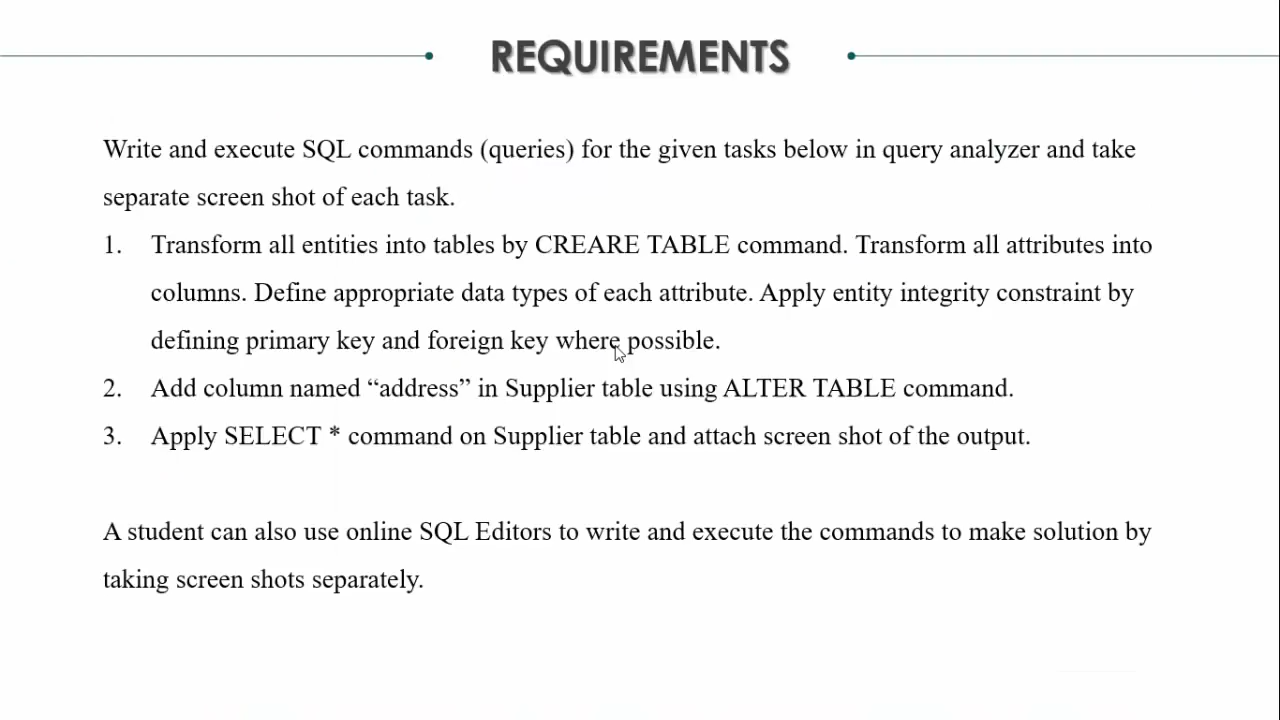 REQUIREMENTS
Write and execute SQL commands (queries) for the given tasks below in query analyzer and take
separate screen shot of each task.
1. Transform all entities into tables by CREARE TABLE command. Transform all attributes into
columns. Define appropriate data types of each attribute. Apply entity integrity constraint by
defining primary key and foreign key where possible.
2. Add column named “address” in Supplier table using ALTER TABLE command.
3. Apply SELECT * command on Supplier table and attach screen shot of the output.
A student can also use online SQL Editors to write and execute the commands to make solution by
taking screen shots separately.